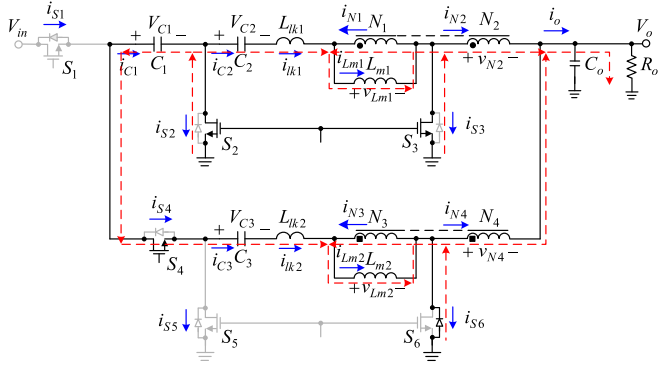 V_in i_S1 S_1
+ V_C1 − i_C1 C_1
+ V_C2 − i_C2 C_2
L_lk1 i_lk1
i_N1 N_1 i_N2 N_2
i_Lm1 L_m1 + v_Lm1 −
+ v_N2 −
i_o V_o C_o R_o
i_S2 S_2 S_3 i_S3
i_S4 S_4
+ V_C3 − i_C3 C_3
L_lk2 i_lk2
i_N3 N_3 i_N4 N_4
i_Lm2 L_m2 + v_Lm2 −
+ v_N4 −
i_S5 S_5 S_6 i_S6